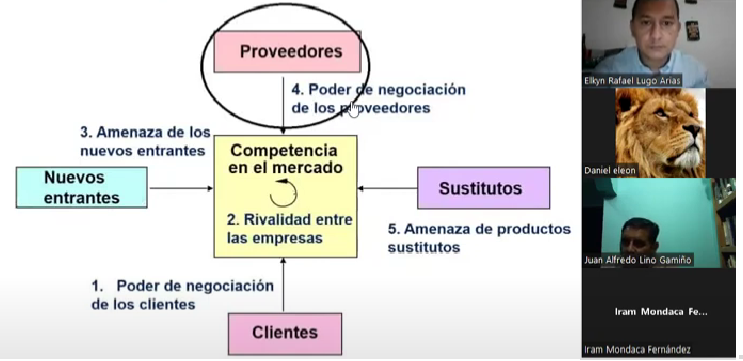 Proveedores
4. Poder de negociación
de los proveedores
3. Amenaza de los
nuevos entrantes
Competencia
en el mercado
Nuevos
entrantes
Sustitutos
2. Rivalidad entre
las empresas
5. Amenaza de productos
sustitutos
1. Poder de negociación
de los clientes
Clientes
Elkyn Rafael Lugo Arias
Daniel eleon
Juan Alfredo Lino Gamiño
Iram Mondaca Fe...
Iram Mondaca Fernández